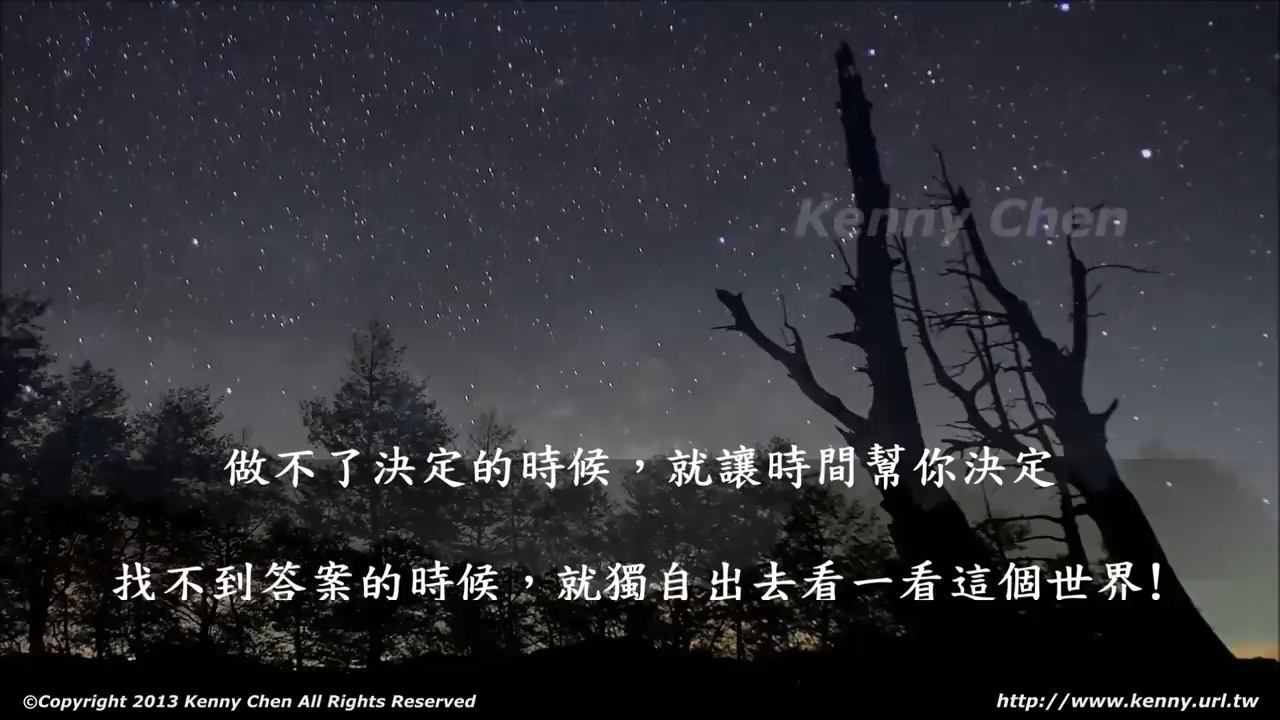 Kenny Chen
做不了決定的時候，就讓時間幫你決定
找不到答案的時候，就獨自出去看一看這個世界！
©Copyright 2013 Kenny Chen All Rights Reserved
http://www.kenny.url.tw